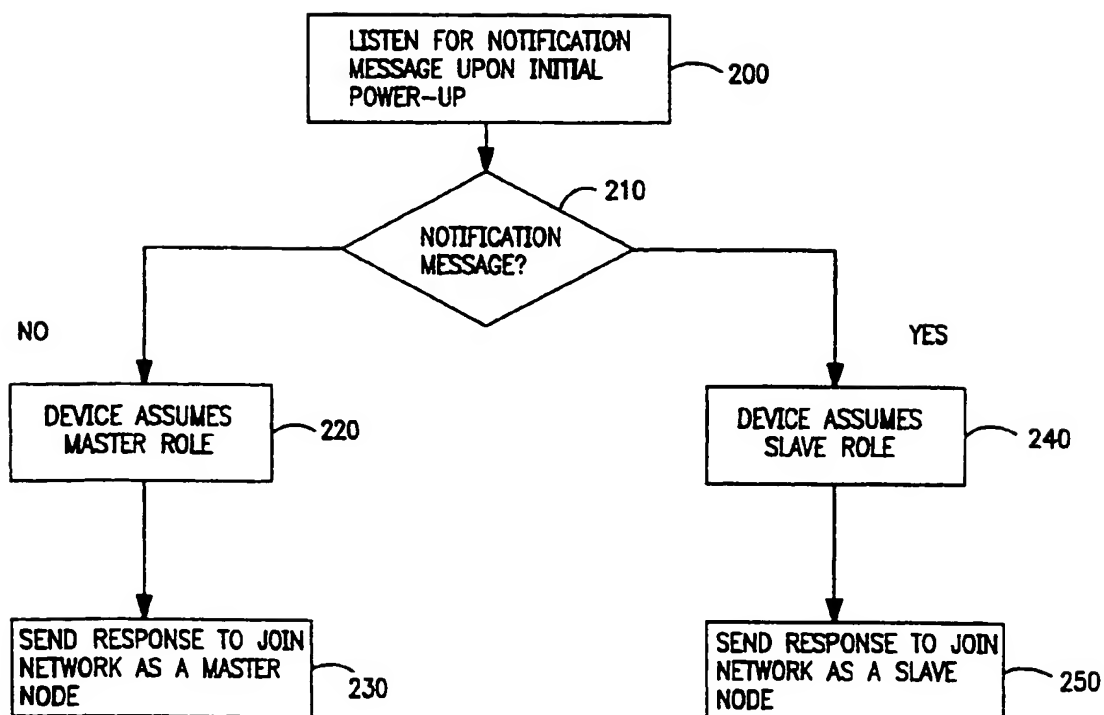 LISTEN FOR NOTIFICATION
MESSAGE UPON INITIAL
POWER-UP
200
210
NOTIFICATION
MESSAGE?
NO
YES
DEVICE ASSUMES
MASTER ROLE
220
DEVICE ASSUMES
SLAVE ROLE
240
SEND RESPONSE TO JOIN
NETWORK AS A MASTER
NODE
230
SEND RESPONSE TO JOIN
NETWORK AS A SLAVE
NODE
250